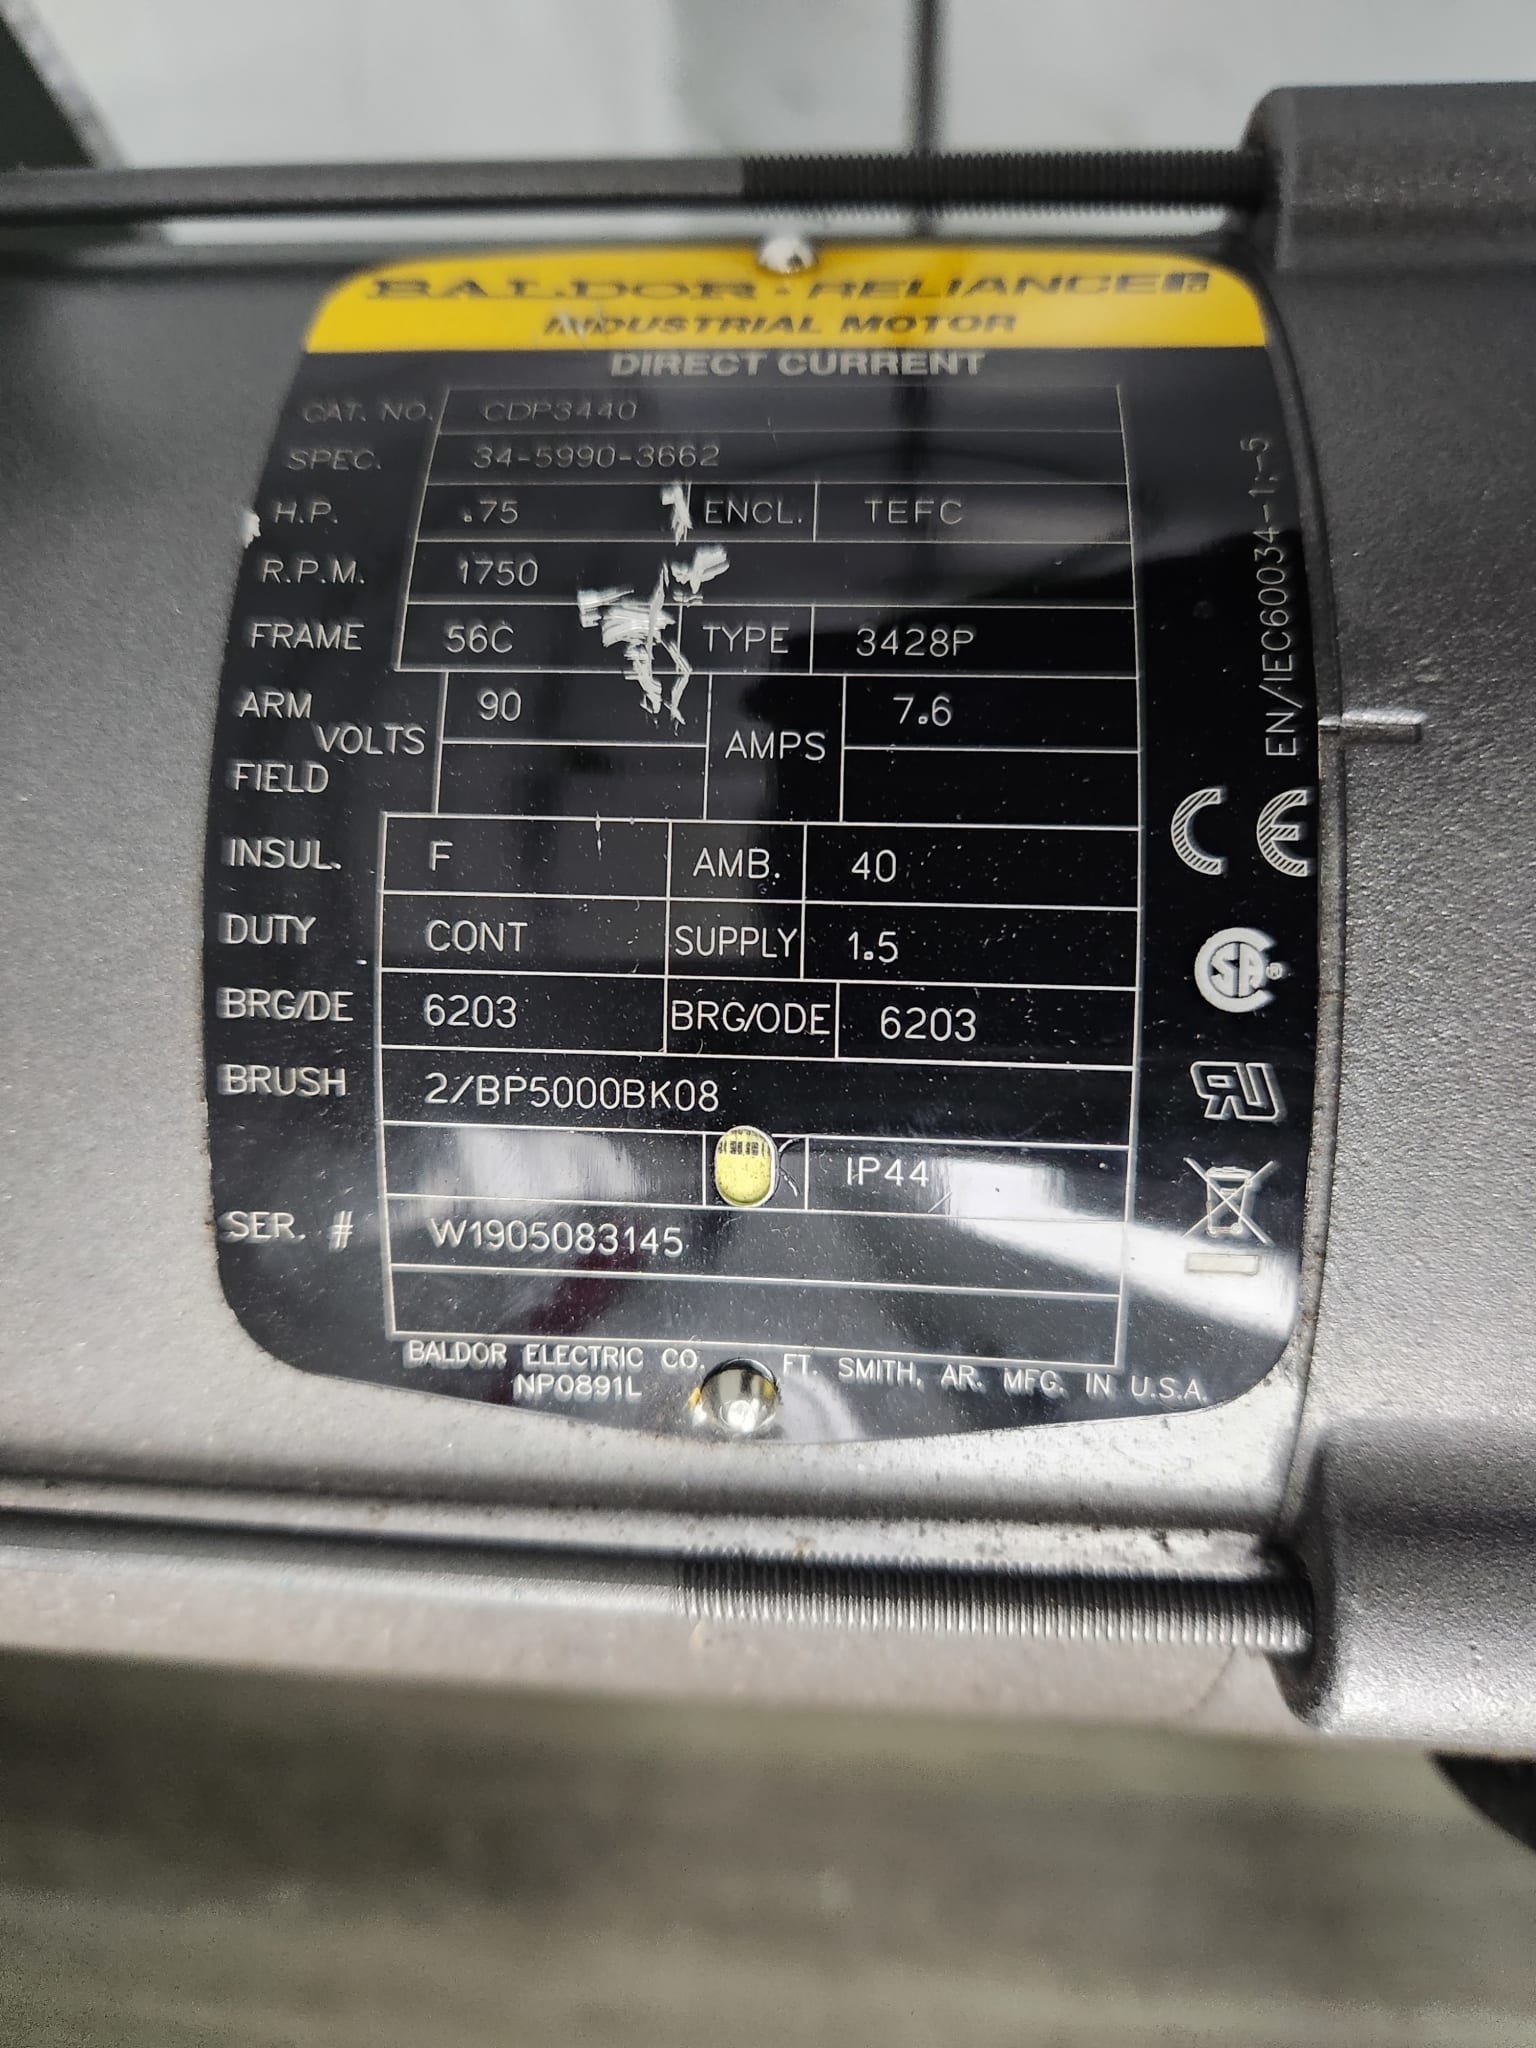 BALDOR · RELIANCE
INDUSTRIAL MOTOR
DIRECT CURRENT
CAT. NO. CDP3440
SPEC. 34-5990-3662
H.P. .75 ENCL. TEFC
R.P.M. 1750
FRAME 56C TYPE 3428P
ARM VOLTS 90 AMPS 7.6
FIELD
INSUL. F AMB. 40
DUTY CONT SUPPLY 1.5
BRG/DE 6203 BRG/ODE 6203
BRUSH 2/BP5000BK08
IP44
SER. # W1905083145
BALDOR ELECTRIC CO. FT. SMITH, AR. MFG. IN U.S.A.
NP0891L
EN/IEC60034-1;-5
CE
CSA®
RU